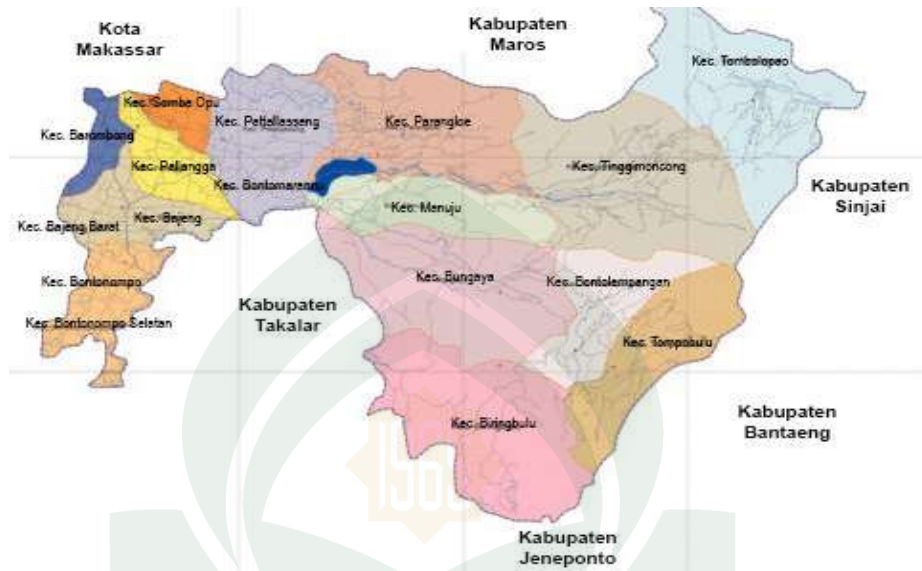 Kota
Makassar
Kabupaten
Maros
Kec. Tombolopao
Kec. Somba Opu
Kec. Barombong
Kec. Pattallassang
Kec. Parangloe
Kec. Pallangga
Kec. Bontomarannu
Kec. Tinggimoncong
Kabupaten
Sinjai
Kec. Manuju
Kec. Bajeng Barat
Kec. Bajeng
Kec. Bontonompo
Kec. Bungaya
Kec. Bontolempangan
Kabupaten
Takalar
Kec. Bontonompo Selatan
Kec. Tompobulu
Kec. Biringbulu
Kabupaten
Bantaeng
Kabupaten
Jeneponto